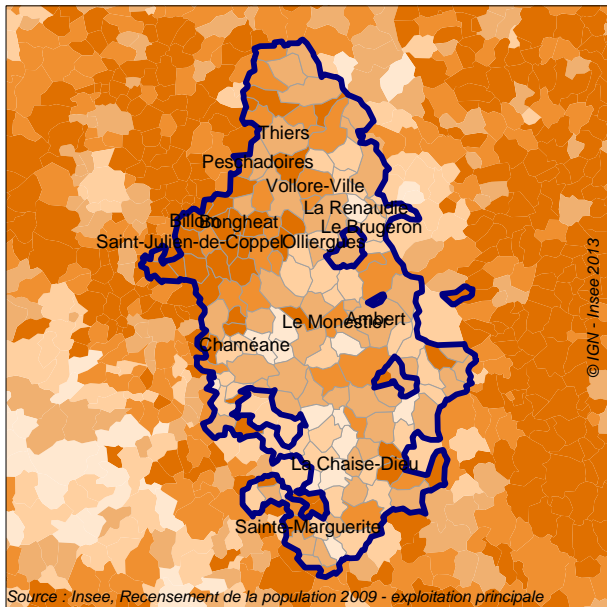 Thiers
Peschadoires
Vollore-Ville
La Renaudie
Billom
Bongheat
Le Brugeron
Saint-Julien-de-Coppel
Olliergues
Le Monestier
Ambert
Chaméane
La Chaise-Dieu
Sainte-Marguerite
© IGN - Insee 2013
Source : Insee, Recensement de la population 2009 - exploitation principale